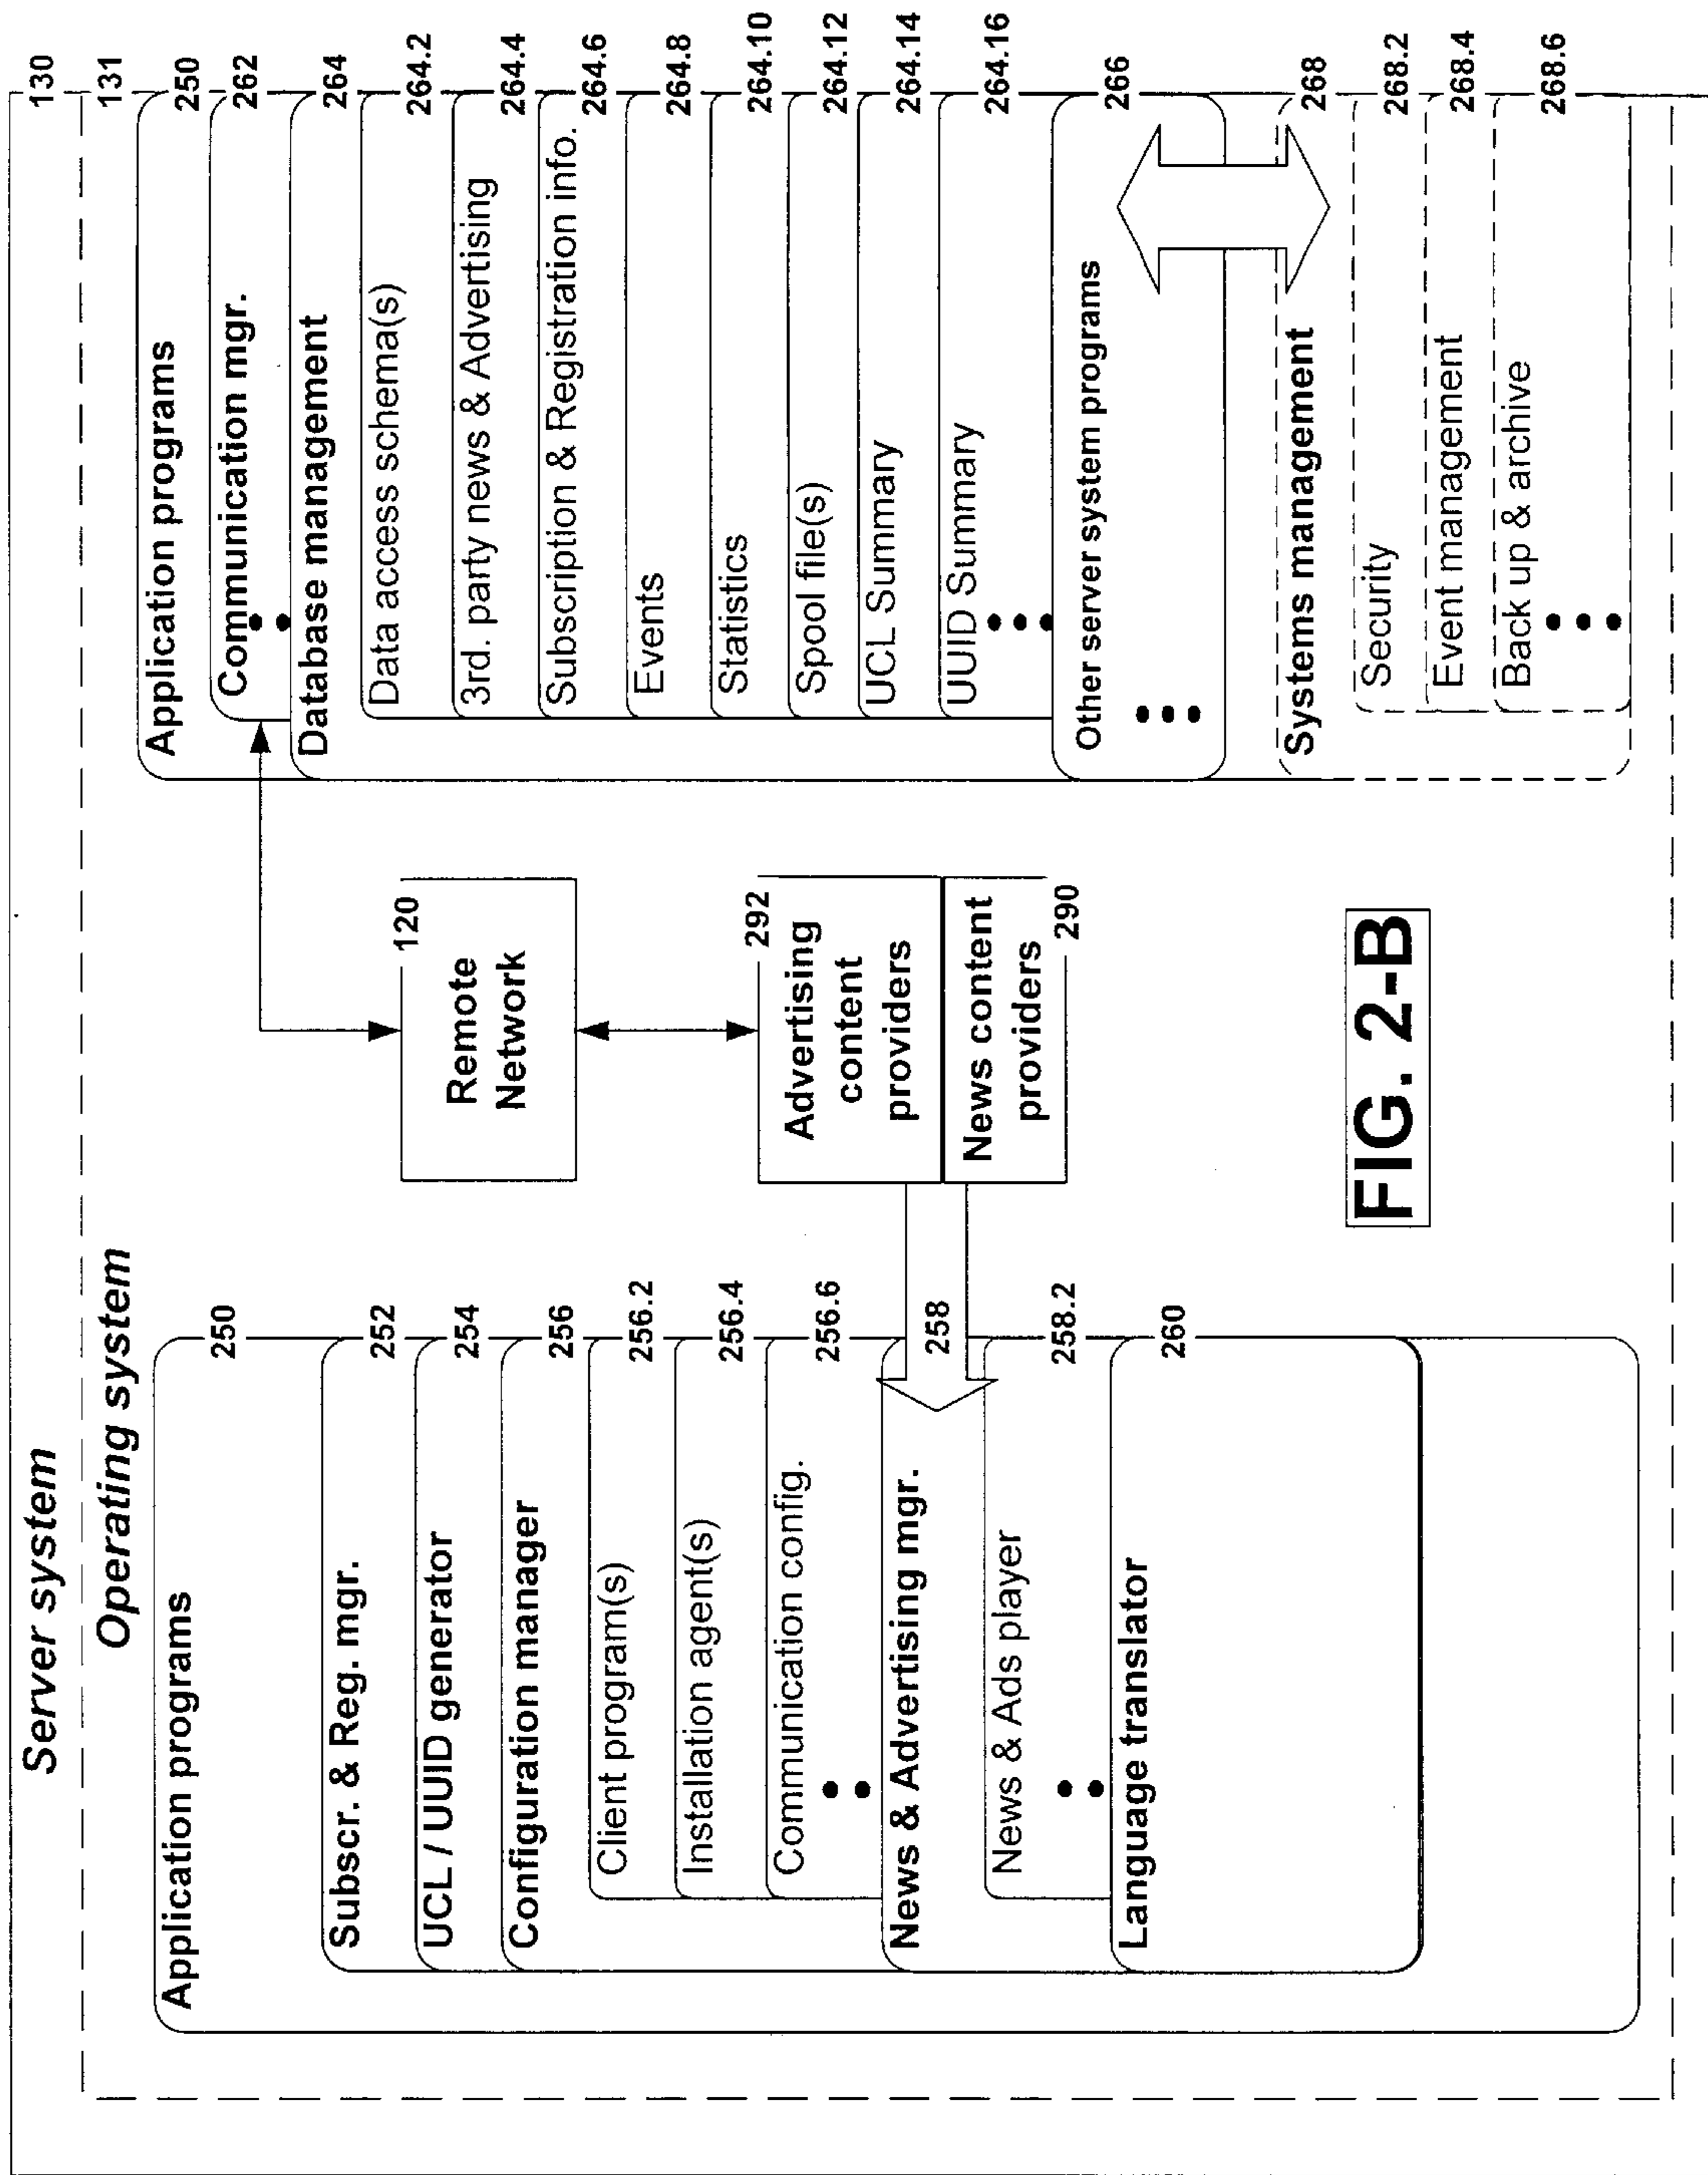 Server system
130
Operating system
131
Application programs
250
Subscr. & Reg. mgr.
252
UCL / UUID generator
254
Configuration manager
256
Client program(s)
256.2
Installation agent(s)
256.4
Communication config.
256.6
News & Advertising mgr.
258
News & Ads player
258.2
Language translator
260
120
Remote
Network
292
Advertising
content
providers
News content
providers
290
Application programs
250
Communication mgr.
262
Database management
264
Data access schema(s)
264.2
3rd. party news & Advertising
264.4
Subscription & Registration info.
264.6
Events
264.8
Statistics
264.10
Spool file(s)
264.12
UCL Summary
264.14
UUID Summary
264.16
Other server system programs
266
Systems management
268
Security
268.2
Event management
268.4
Back up & archive
268.6
FIG. 2-B